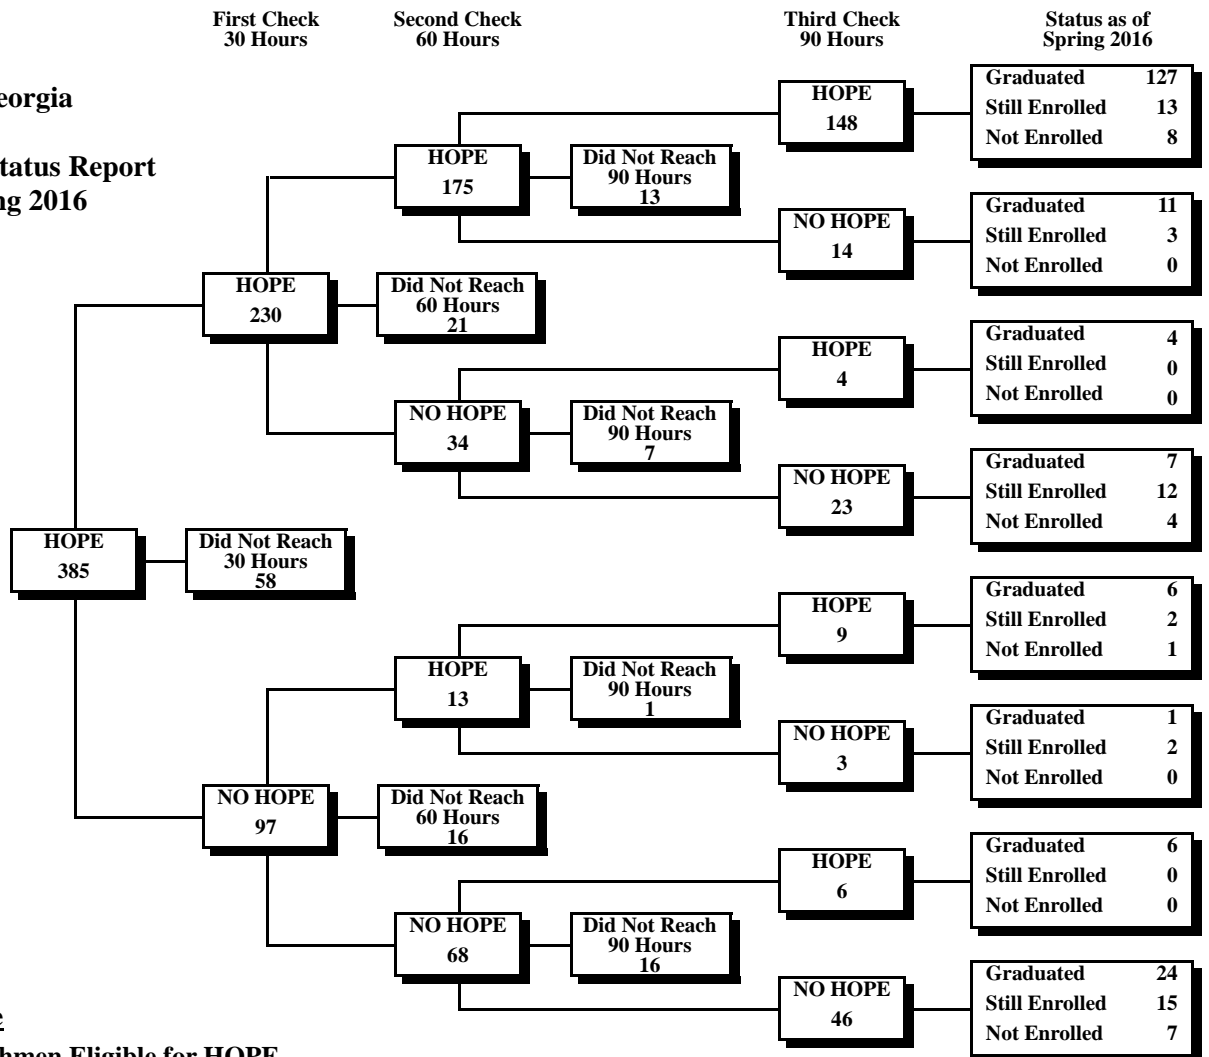 First Check
30 Hours
Second Check
60 Hours
Third Check
90 Hours
Status as of
Spring 2016
eorgia
tatus Report
ng 2016
HOPE
385
Did Not Reach
30 Hours
58
HOPE
230
Did Not Reach
60 Hours
21
NO HOPE
97
Did Not Reach
60 Hours
16
HOPE
175
Did Not Reach
90 Hours
13
NO HOPE
34
Did Not Reach
90 Hours
7
HOPE
13
Did Not Reach
90 Hours
1
NO HOPE
68
Did Not Reach
90 Hours
16
HOPE
148
Graduated 127
Still Enrolled 13
Not Enrolled 8
NO HOPE
14
Graduated 11
Still Enrolled 3
Not Enrolled 0
HOPE
4
Graduated 4
Still Enrolled 0
Not Enrolled 0
NO HOPE
23
Graduated 7
Still Enrolled 12
Not Enrolled 4
HOPE
9
Graduated 6
Still Enrolled 2
Not Enrolled 1
NO HOPE
3
Graduated 1
Still Enrolled 2
Not Enrolled 0
HOPE
6
Graduated 6
Still Enrolled 0
Not Enrolled 0
NO HOPE
46
Graduated 24
Still Enrolled 15
Not Enrolled 7
hmen Eligible for HOPE